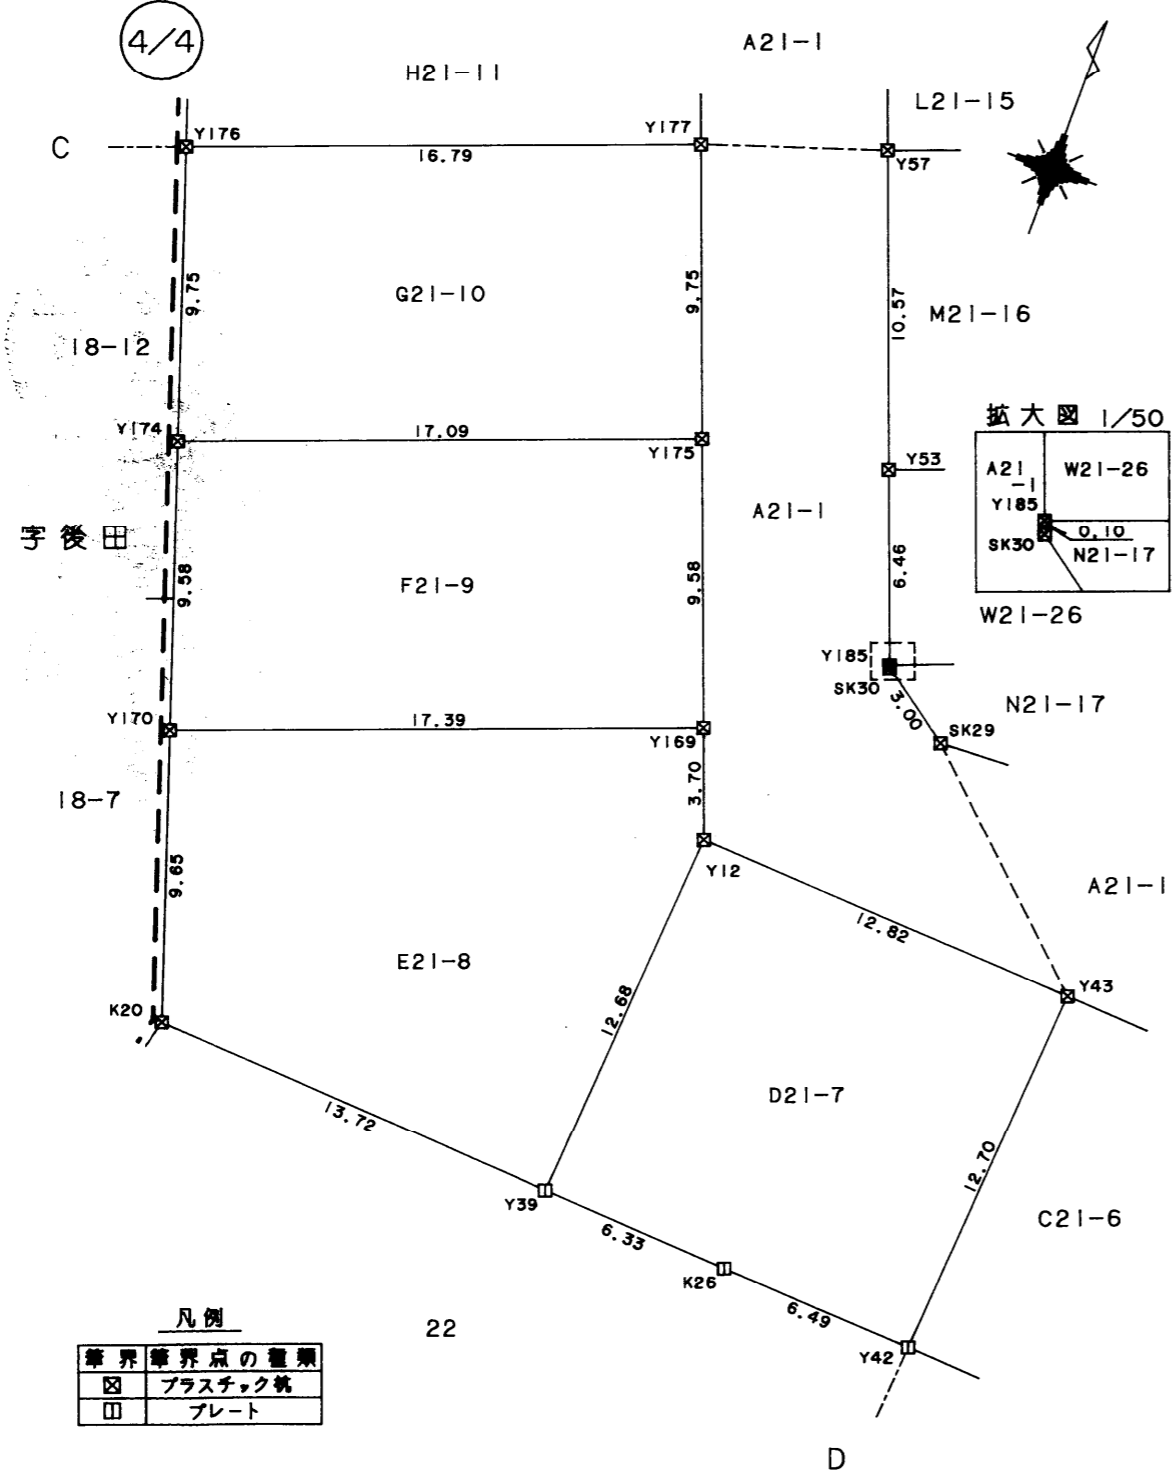 4/4
A21-1
H21-11
L21-15
C
Y176
Y177
16.79
Y57
9.75
G21-10
9.75
10.57
M21-16
18-12
拡大図 1/50
Y174
17.09
Y175
Y53
A21-1
W21-26
Y185
SK30
0.10
N21-17
A21-1
字後田
9.58
F21-9
9.58
6.46
W21-26
Y185
SK30
3.00
N21-17
SK29
Y170
17.39
Y169
3.70
18-7
9.65
Y12
A21-1
12.82
E21-8
12.68
Y43
K20
D21-7
13.72
12.70
Y39
C21-6
6.33
K26
6.49
Y42
凡例
筆界 筆界点の種類
プラスチック杭
プレート
22
D